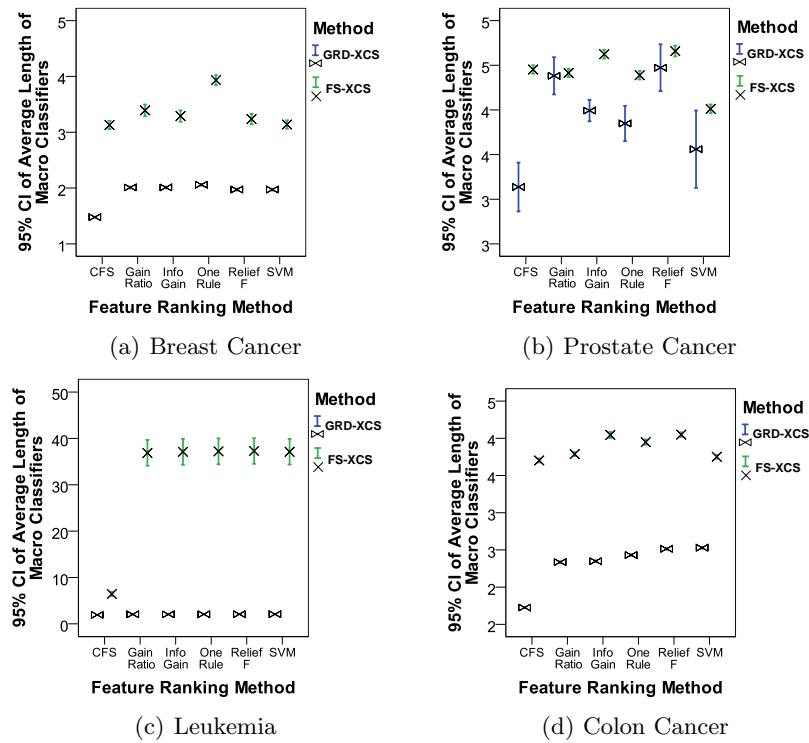 95% CI of Average Length of
Macro Classifiers
5
4
3
2
1
CFS
Gain
Ratio
Info
Gain
One
Rule
Relief
F
SVM
Feature Ranking Method
Method
GRD-XCS
FS-XCS
(a) Breast Cancer
95% CI of Average Length of
Macro Classifiers
5
5
4
4
3
3
CFS
Gain
Ratio
Info
Gain
One
Rule
Relief
F
SVM
Feature Ranking Method
Method
GRD-XCS
FS-XCS
(b) Prostate Cancer
95% CI of Average Length of
Macro Classifiers
50
40
30
20
10
0
CFS
Gain
Ratio
Info
Gain
One
Rule
Relief
F
SVM
Feature Ranking Method
Method
GRD-XCS
FS-XCS
(c) Leukemia
95% CI of Average Length of
Macro Classifiers
5
4
4
3
3
2
2
CFS
Gain
Ratio
Info
Gain
One
Rule
Relief
F
SVM
Feature Ranking Method
Method
GRD-XCS
FS-XCS
(d) Colon Cancer